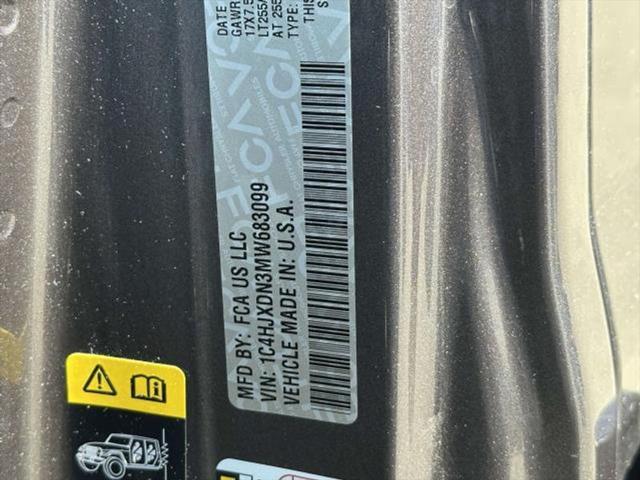 DATE
GAWR
17X7.5
LT255/
AT 255
TYPE:
THIS
MFD BY: FCA US LLC
VIN: 1C4HJXDN3MW683099
VEHICLE MADE IN: U.S.A.